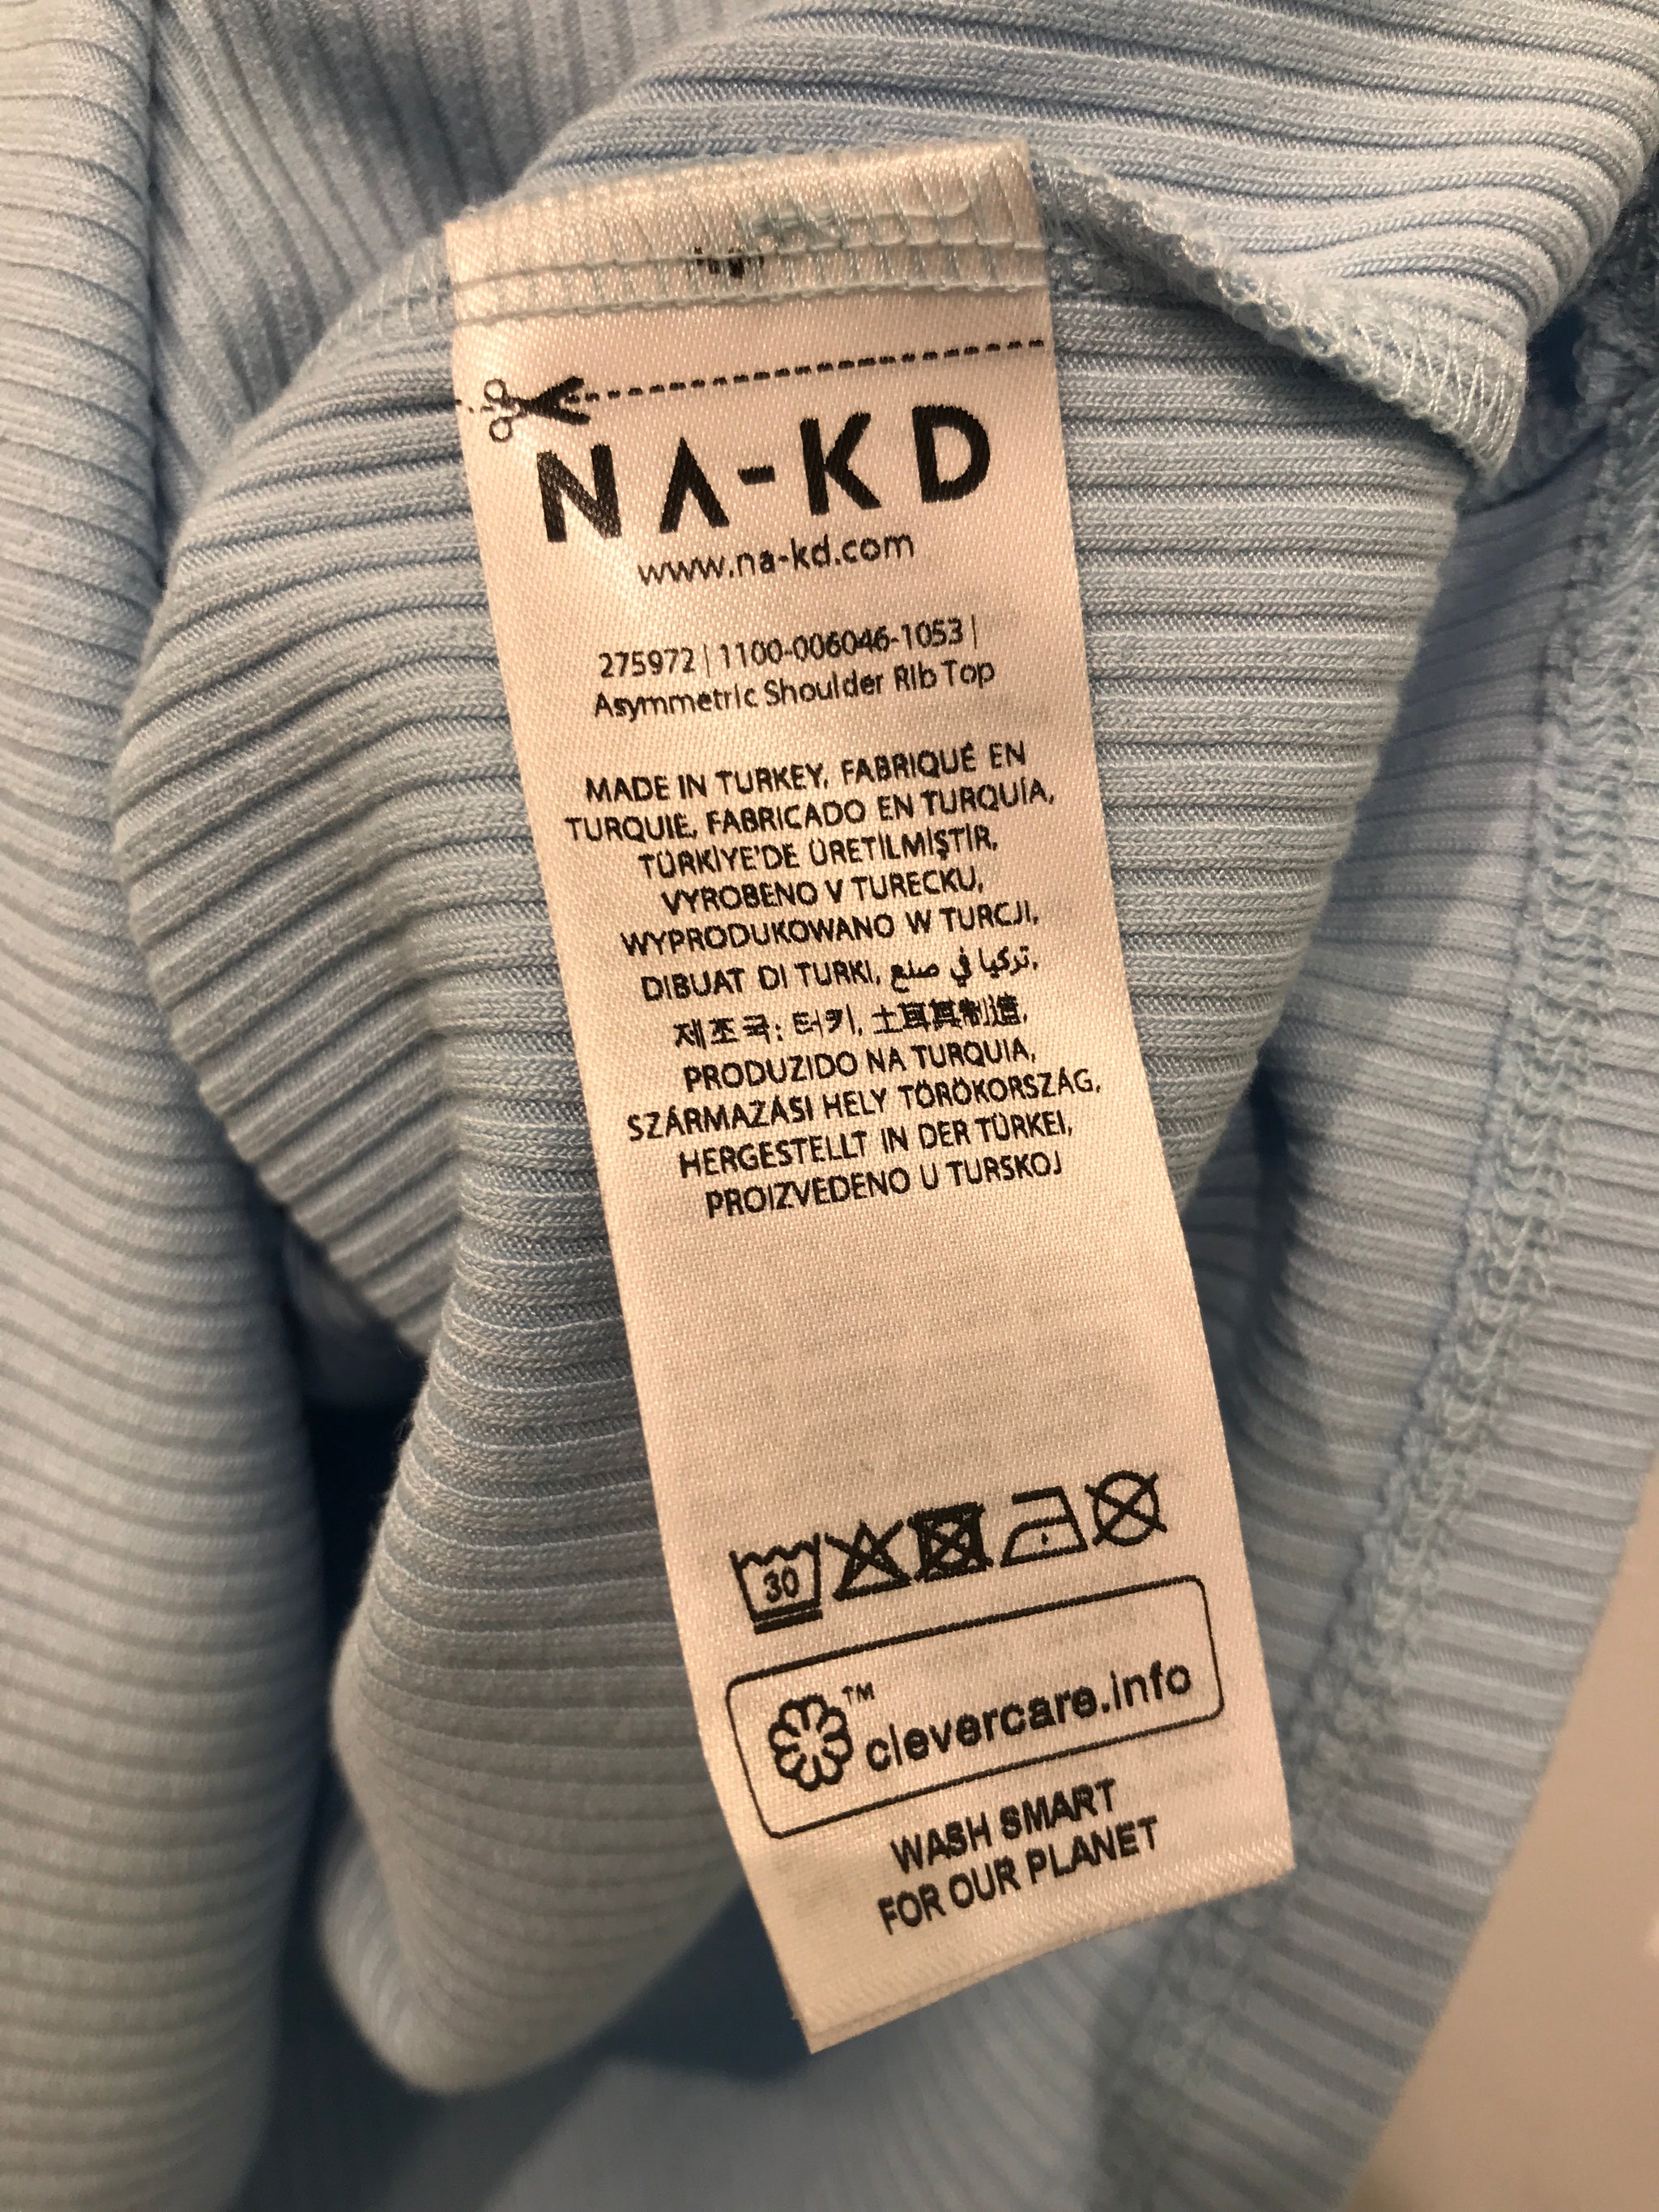 NA-KD
www.na-kd.com
275972 | 1100-006046-1053 |
Asymmetric Shoulder Rib Top
MADE IN TURKEY, FABRIQUÉ EN
TURQUIE, FABRICADO EN TURQUÍA,
TÜRKİYE'DE ÜRETİLMİŞTİR,
VYROBENO V TURECKU,
WYPRODUKOWANO W TURCJI,
DIBUAT DI TURKI, تركيا في صنع,
제조국: 터키, 土耳其制造,
PRODUZIDO NA TURQUIA,
SZÁRMAZÁSI HELY TÖRÖKORSZÁG,
HERGESTELLT IN DER TÜRKEI,
PROIZVEDENO U TURSKOJ
30
TM
clevercare.info
WASH SMART
FOR OUR PLANET